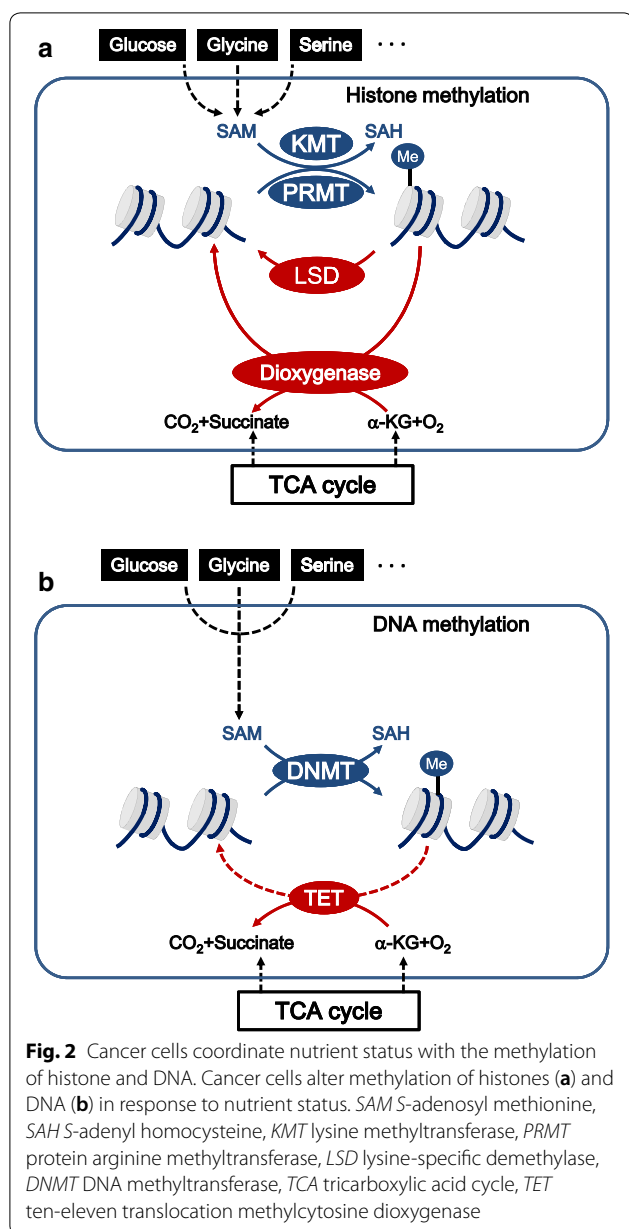 a
Glucose Glycine Serine ···
Histone methylation
SAM KMT SAH
Me
PRMT
LSD
Dioxygenase
CO₂+Succinate α-KG+O₂
TCA cycle
Glucose Glycine Serine ···
b
DNA methylation
SAM SAH
Me
DNMT
TET
CO₂+Succinate α-KG+O₂
TCA cycle
Fig. 2 Cancer cells coordinate nutrient status with the methylation
of histone and DNA. Cancer cells alter methylation of histones (a) and
DNA (b) in response to nutrient status. SAM S-adenosyl methionine,
SAH S-adenyl homocysteine, KMT lysine methyltransferase, PRMT
protein arginine methyltransferase, LSD lysine-specific demethylase,
DNMT DNA methyltransferase, TCA tricarboxylic acid cycle, TET
ten-eleven translocation methylcytosine dioxygenase